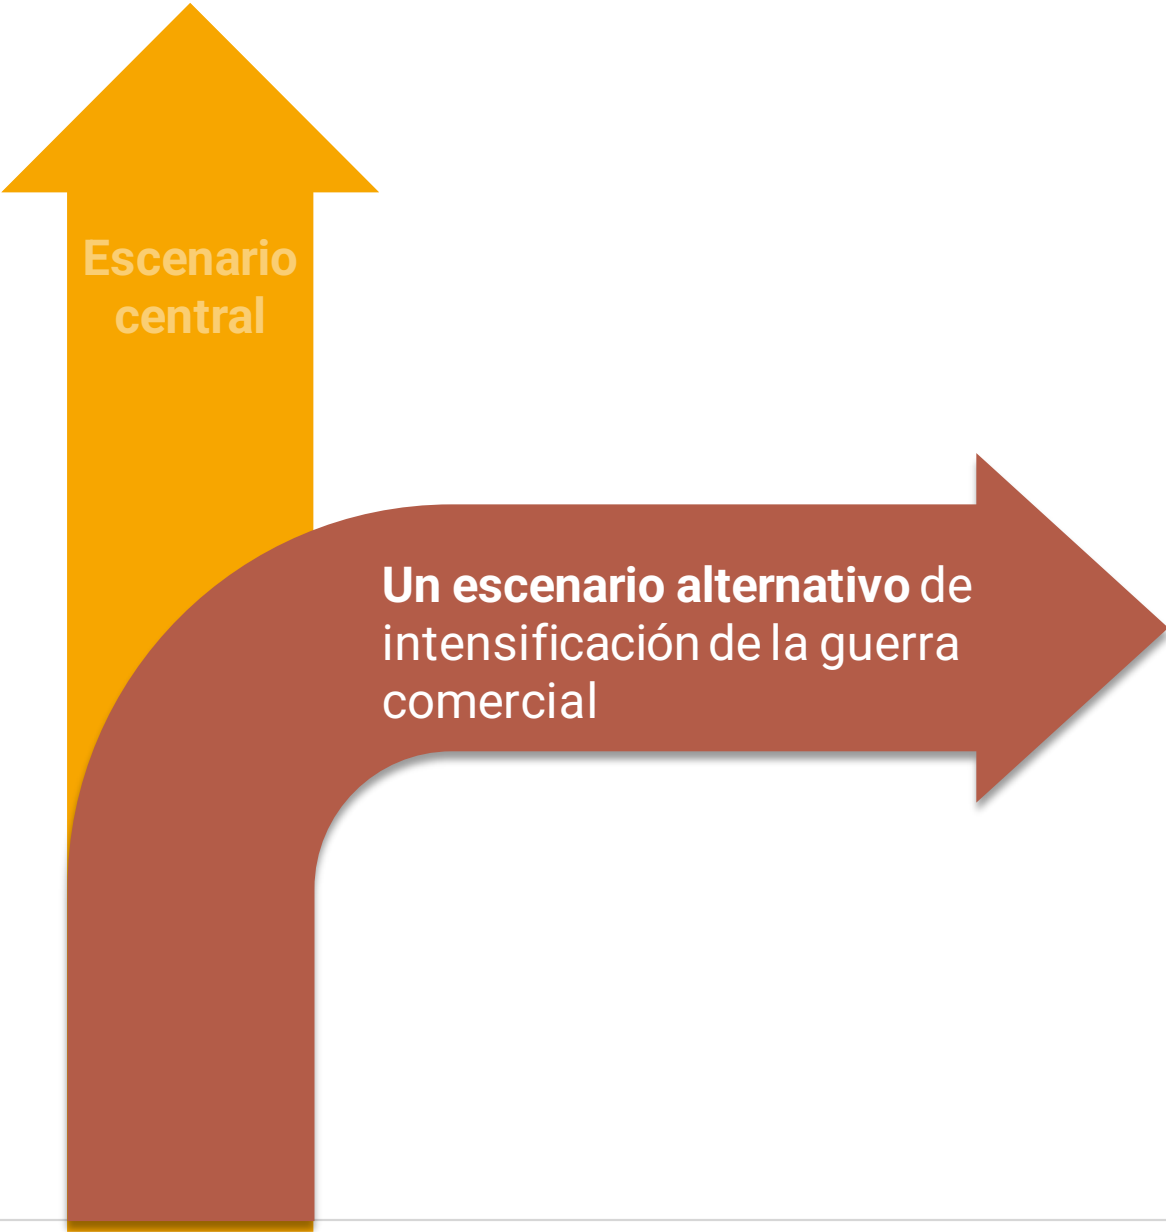 Escenario
central
Un escenario alternativo de
intensificación de la guerra
comercial